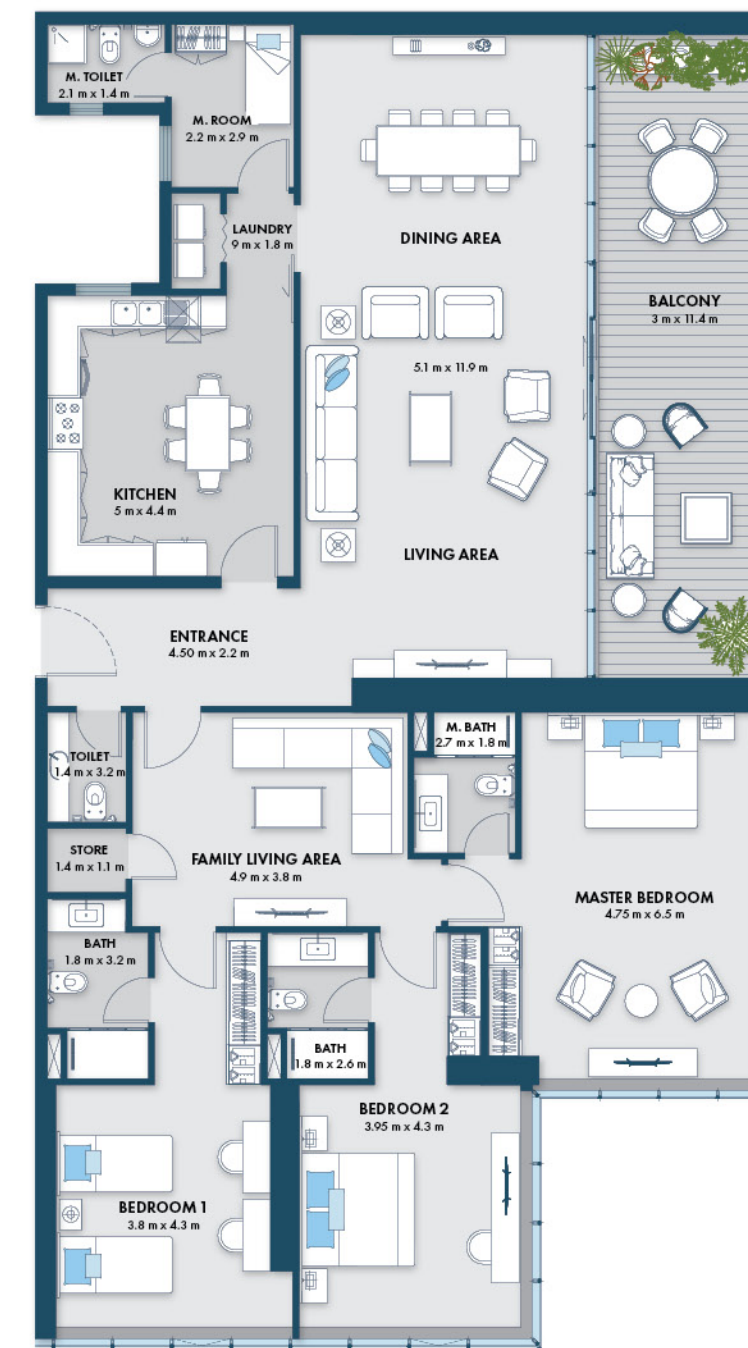 M. TOILET
2.1 m x 1.4 m
M. ROOM
2.2 m x 2.9 m
LAUNDRY
9 m x 1.8 m
DINING AREA
BALCONY
3 m x 11.4 m
5.1 m x 11.9 m
KITCHEN
5 m x 4.4 m
LIVING AREA
ENTRANCE
4.50 m x 2.2 m
M. BATH
2.7 m x 1.8 m
TOILET
1.4 m x 3.2 m
STORE
1.4 m x 1.1 m
FAMILY LIVING AREA
4.9 m x 3.8 m
MASTER BEDROOM
4.75 m x 6.5 m
BATH
1.8 m x 3.2 m
BATH
1.8 m x 2.6 m
BEDROOM 2
3.95 m x 4.3 m
BEDROOM 1
3.8 m x 4.3 m